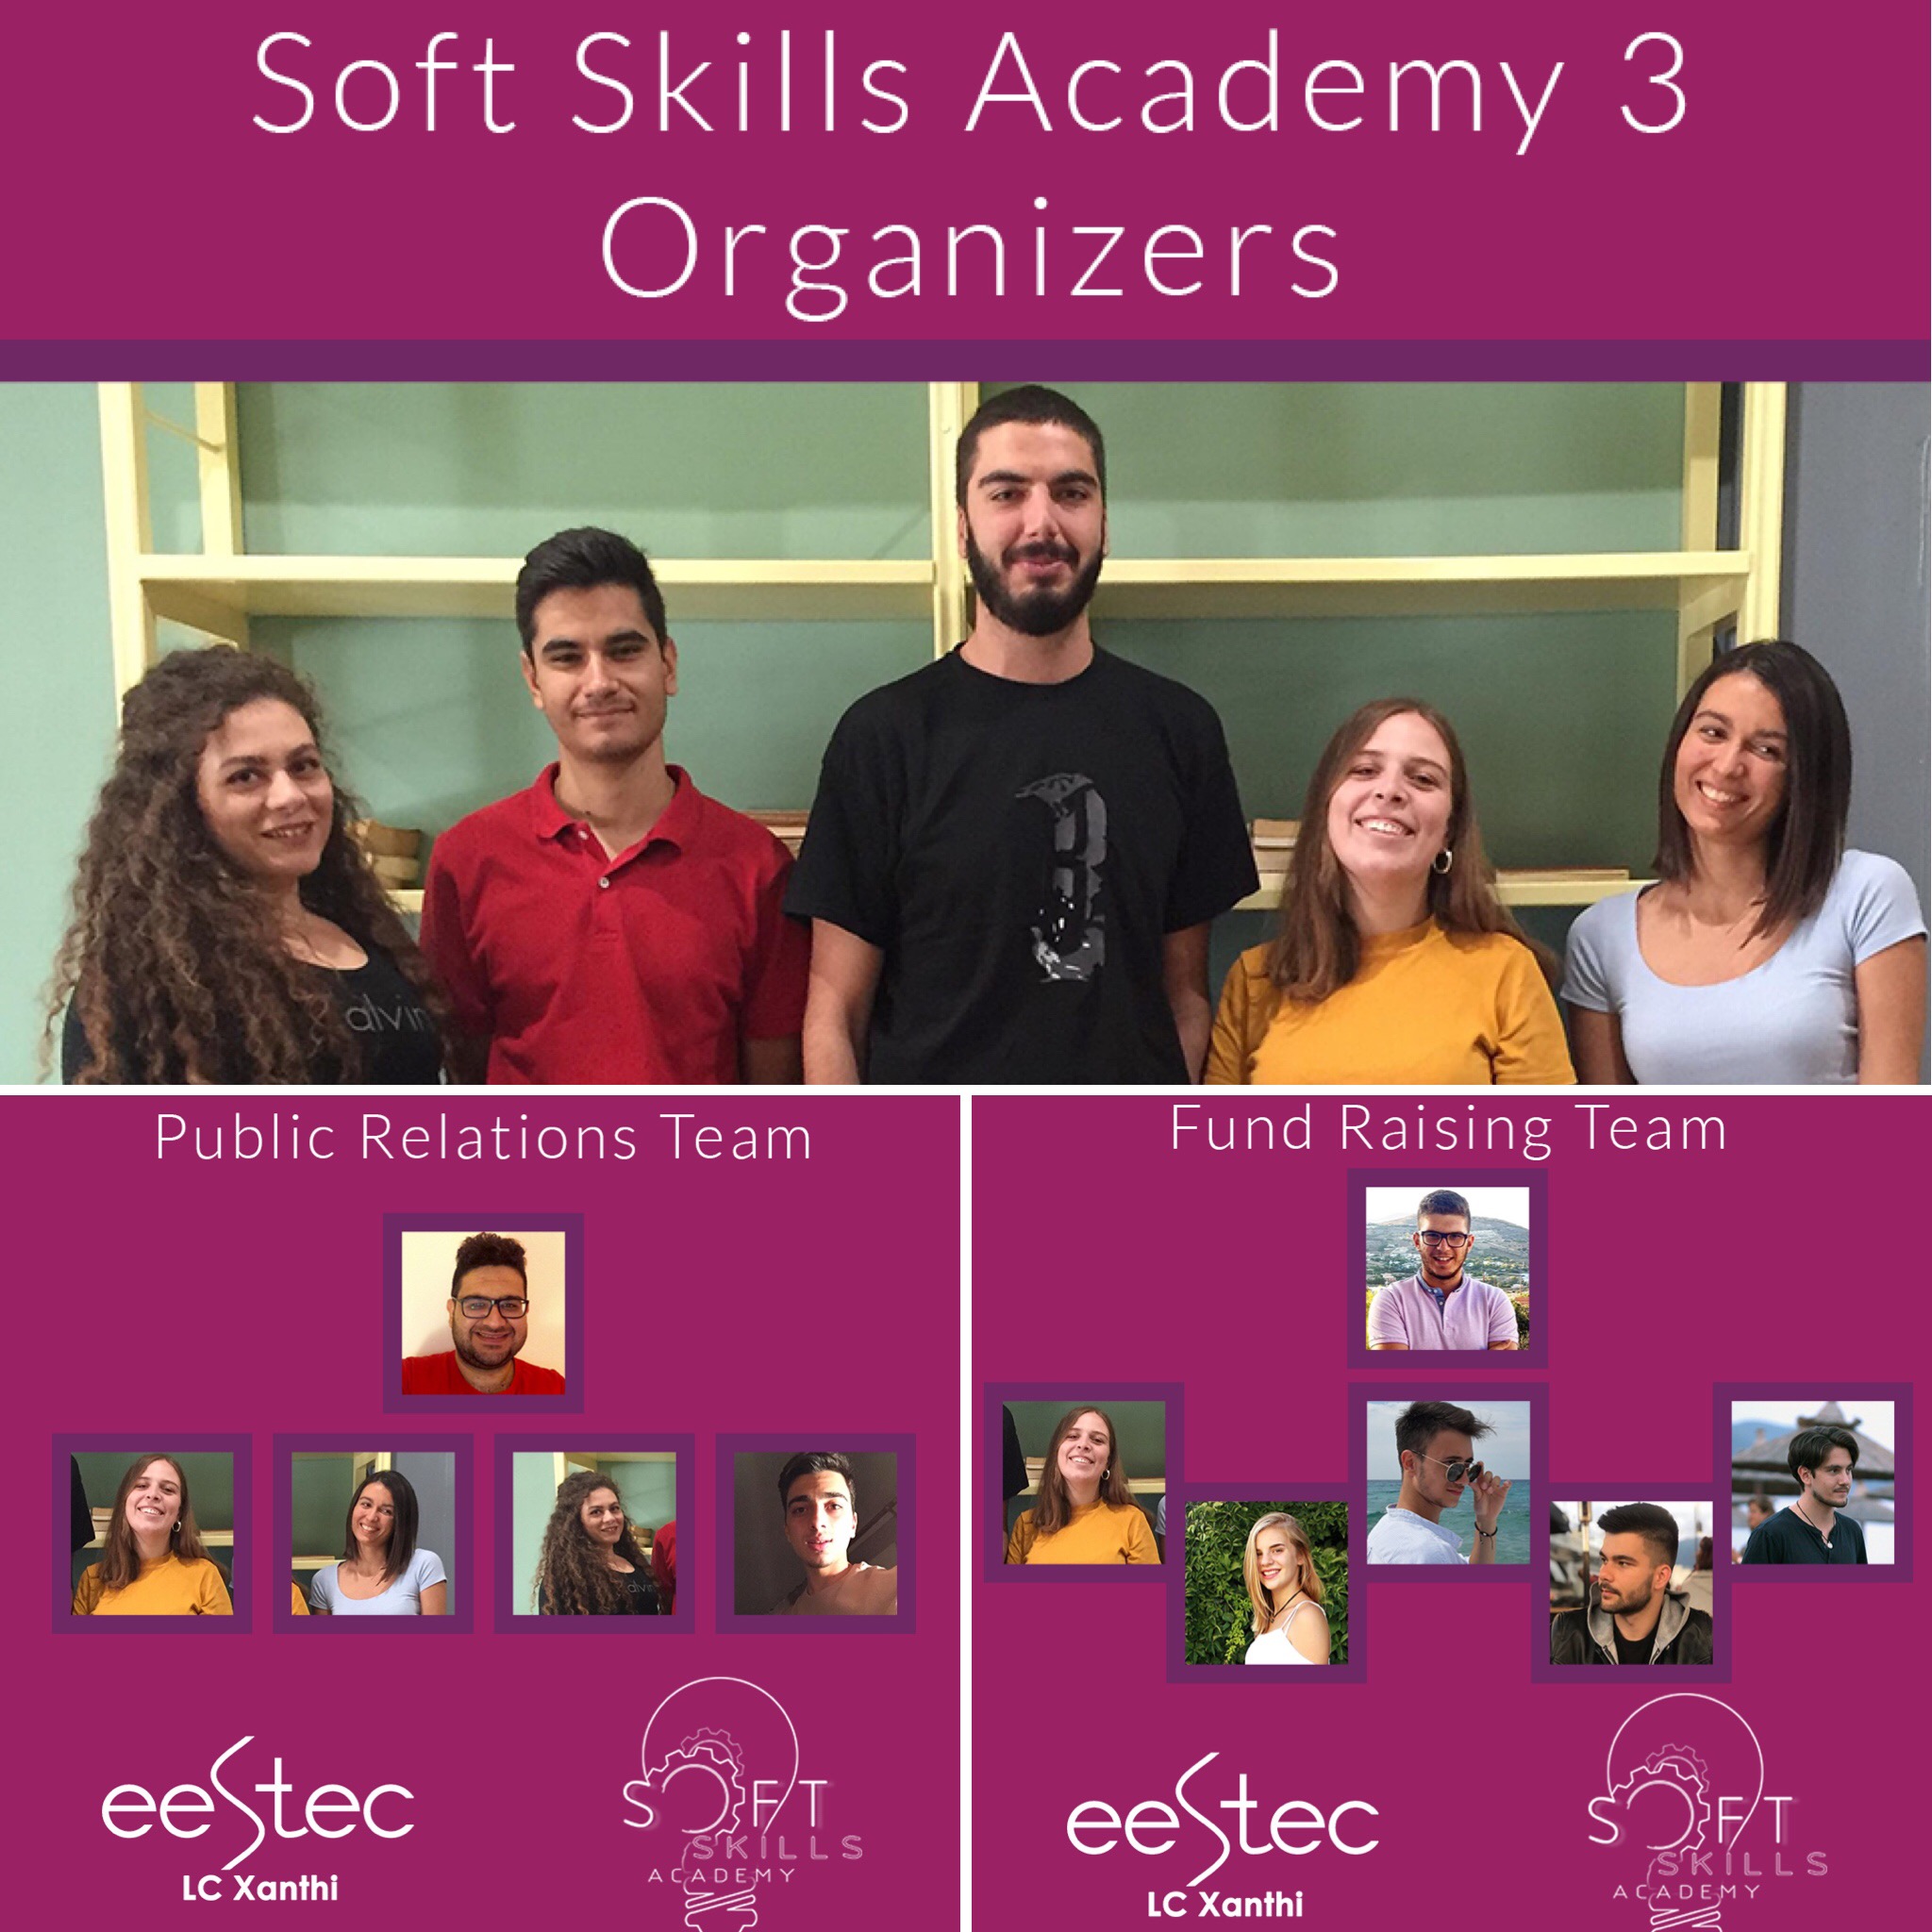 Soft Skills Academy 3
Organizers
alvin
Public Relations Team
eestec
LC Xanthi
SOFT
SKILLS
ACADEMY
Fund Raising Team
eestec
LC Xanthi
SOFT
SKILLS
ACADEMY